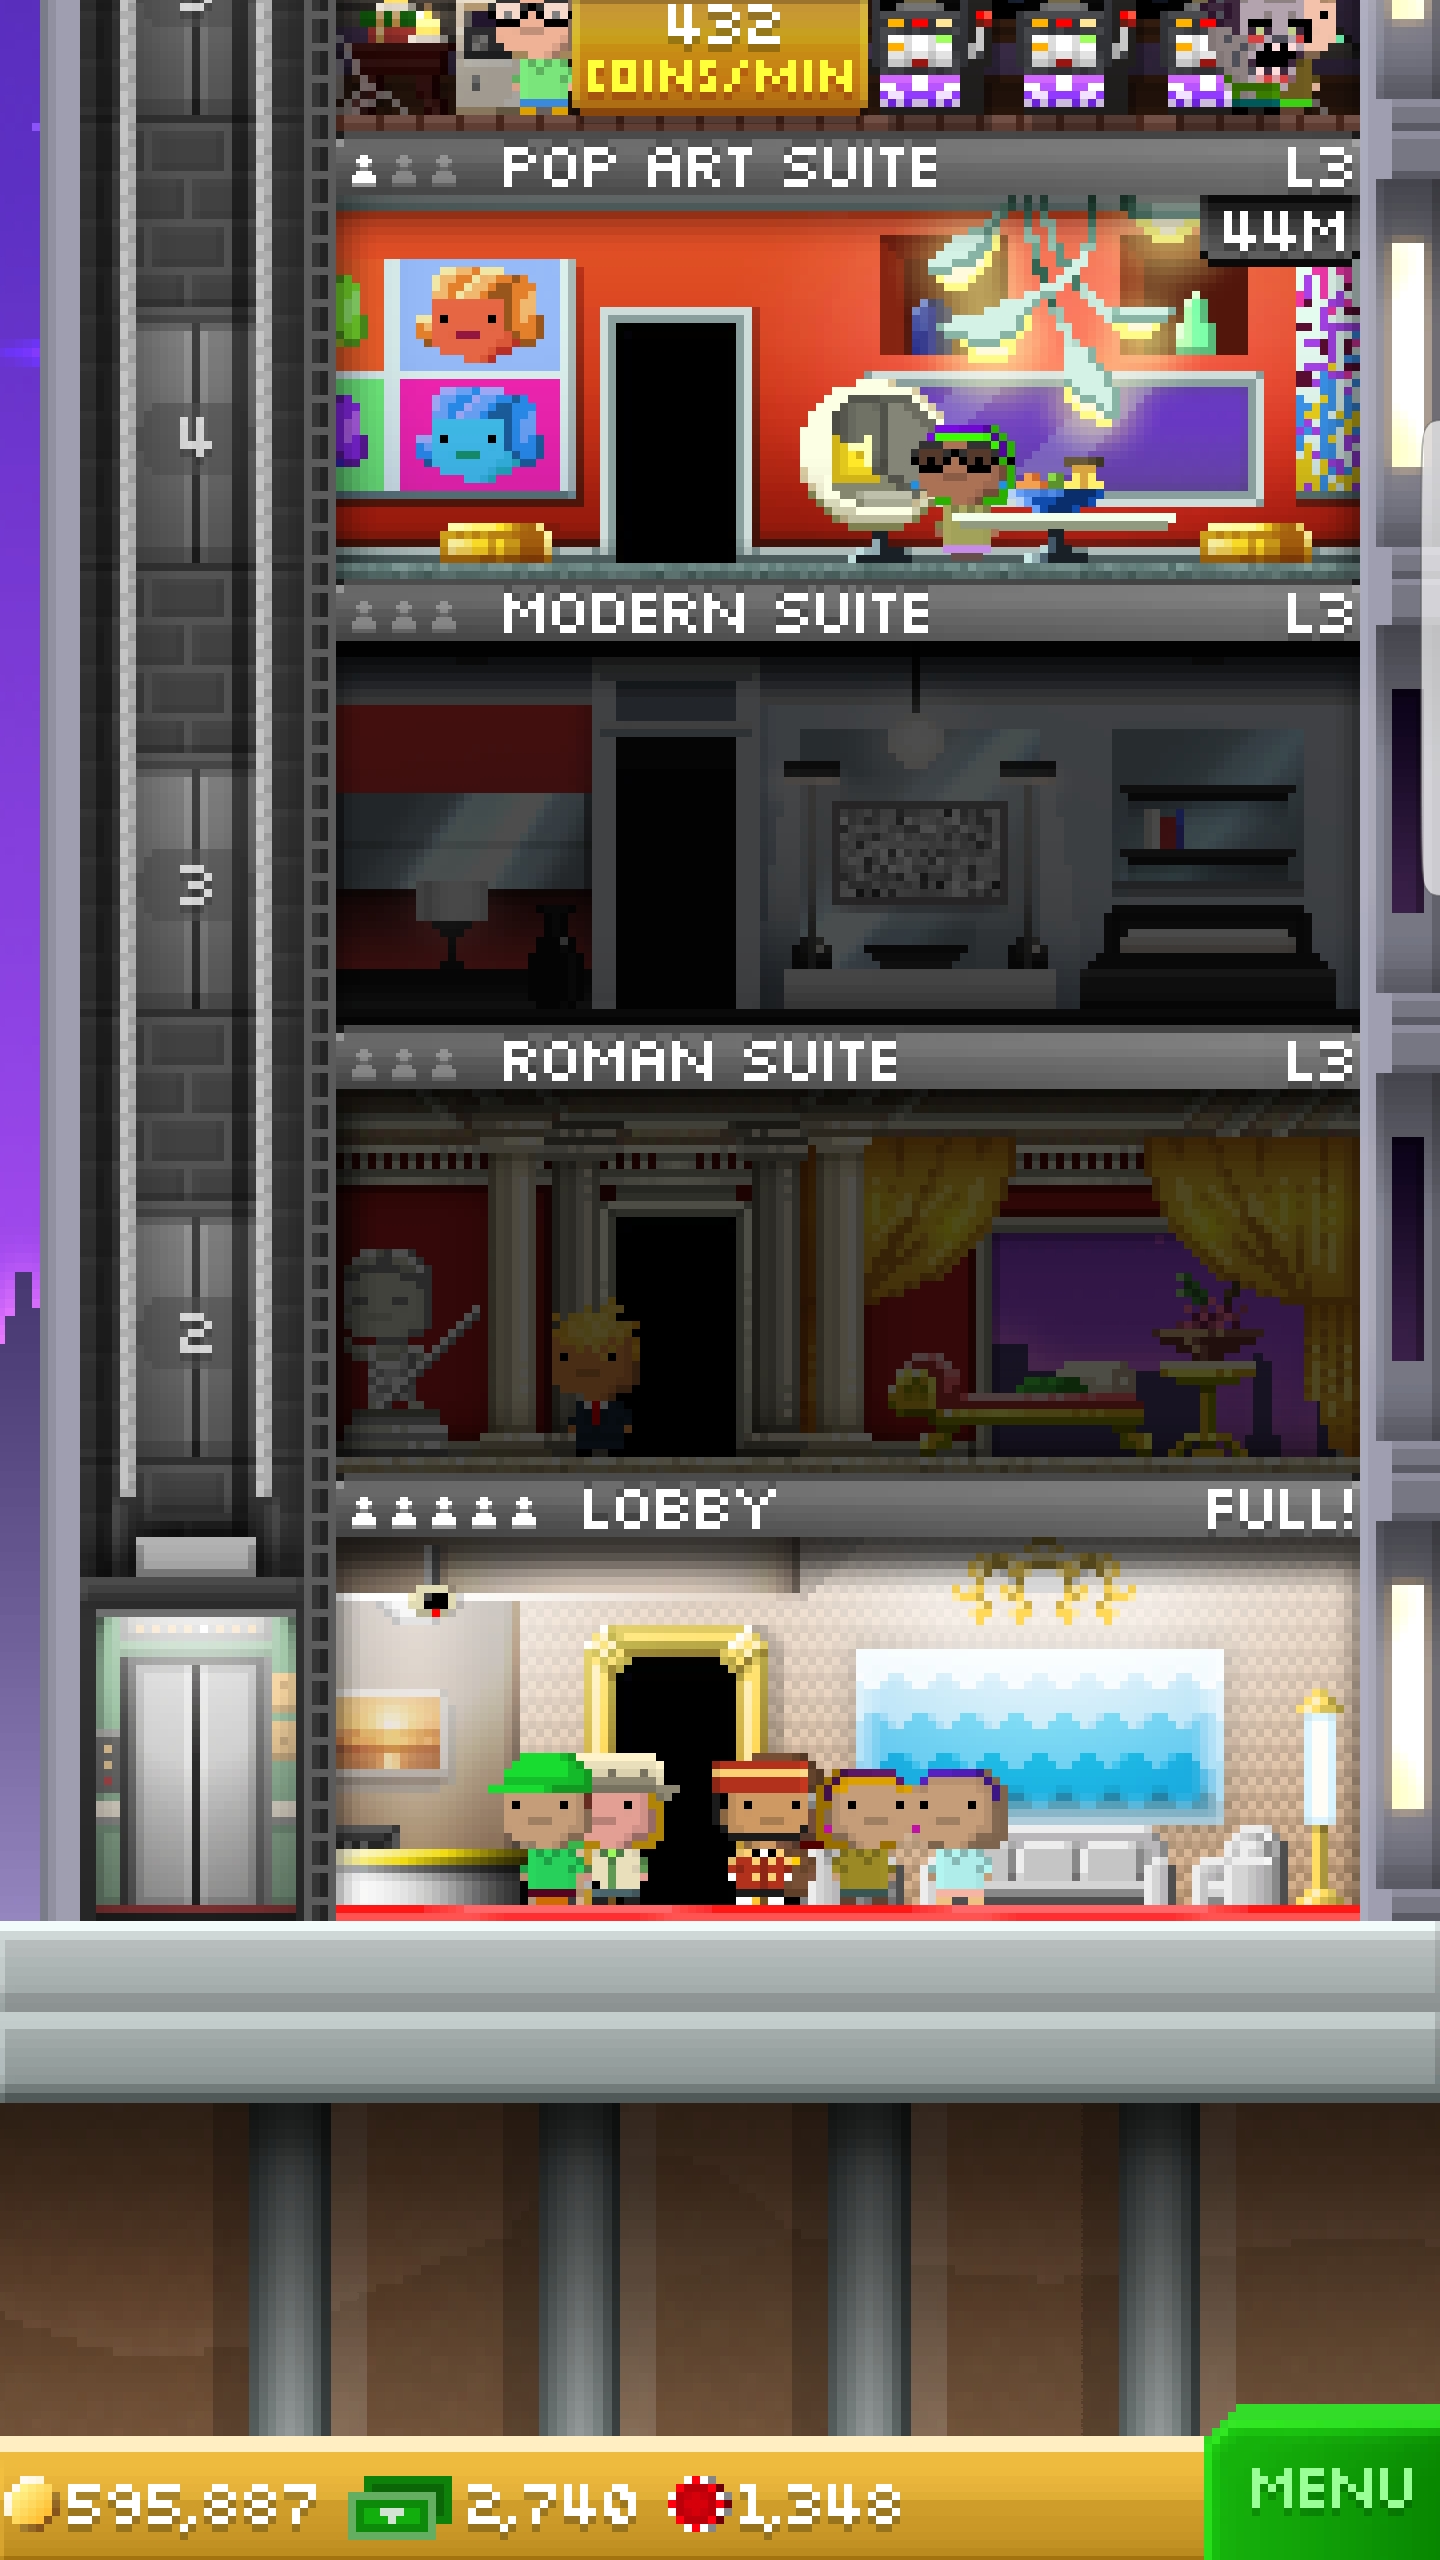 432
COINS/MIN
POP ART SUITE L3
44M
4
MODERN SUITE L3
3
ROMAN SUITE L3
2
LOBBY FULL!
595,887 2,740 1,348
MENU